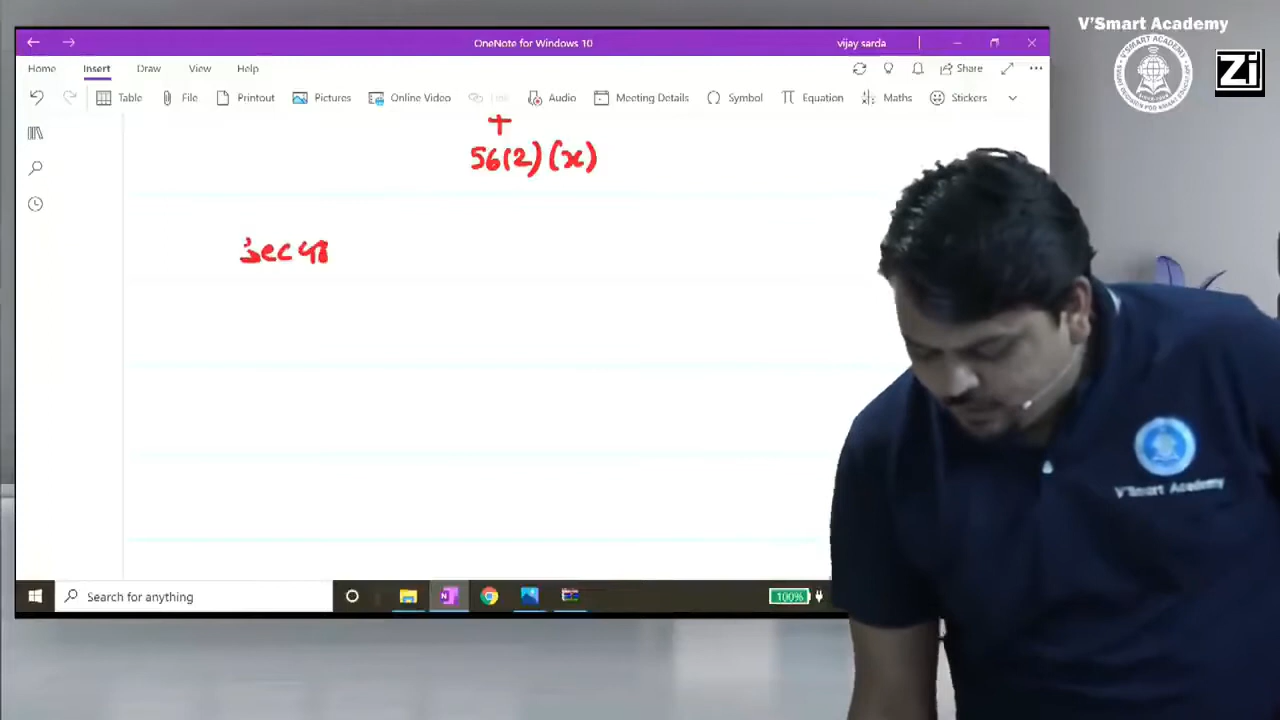 V'Smart Academy
OneNote for Windows 10
vijay sarda
Zi
Home Insert Draw View Help
Share
Table File Printout Pictures Online Video Link Audio Meeting Details Symbol Equation Maths Stickers
+
56(2)(x)
Sec 48
V'Smart Academy
Search for anything
100%